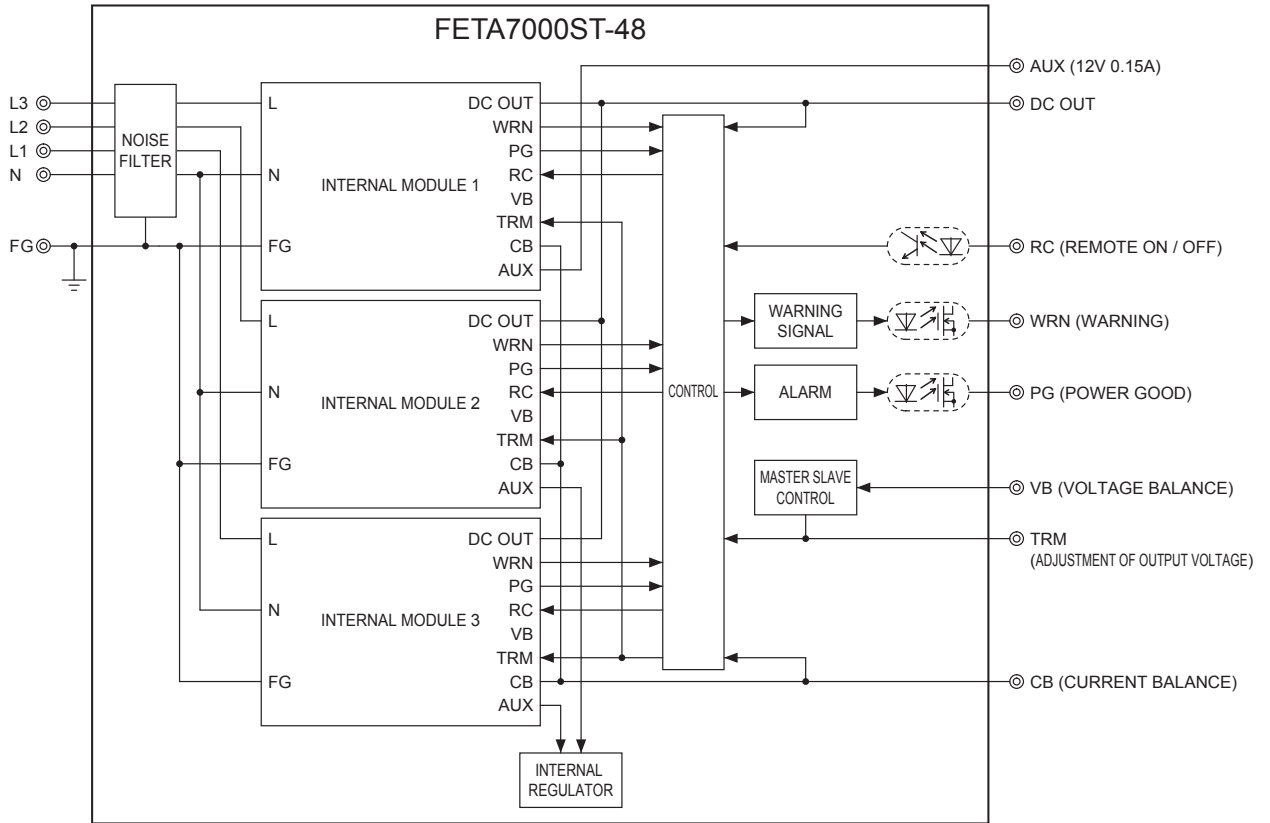 FETA7000ST-48
L3
L2
L1
N
FG
NOISE
FILTER
L
N
FG
INTERNAL MODULE 1
DC OUT
WRN
PG
RC
VB
TRM
CB
AUX
L
N
FG
INTERNAL MODULE 2
DC OUT
WRN
PG
RC
VB
TRM
CB
AUX
L
N
FG
INTERNAL MODULE 3
DC OUT
WRN
PG
RC
VB
TRM
CB
AUX
INTERNAL
REGULATOR
CONTROL
WARNING
SIGNAL
ALARM
MASTER SLAVE
CONTROL
AUX (12V 0.15A)
DC OUT
RC (REMOTE ON / OFF)
WRN (WARNING)
PG (POWER GOOD)
VB (VOLTAGE BALANCE)
TRM
(ADJUSTMENT OF OUTPUT VOLTAGE)
CB (CURRENT BALANCE)